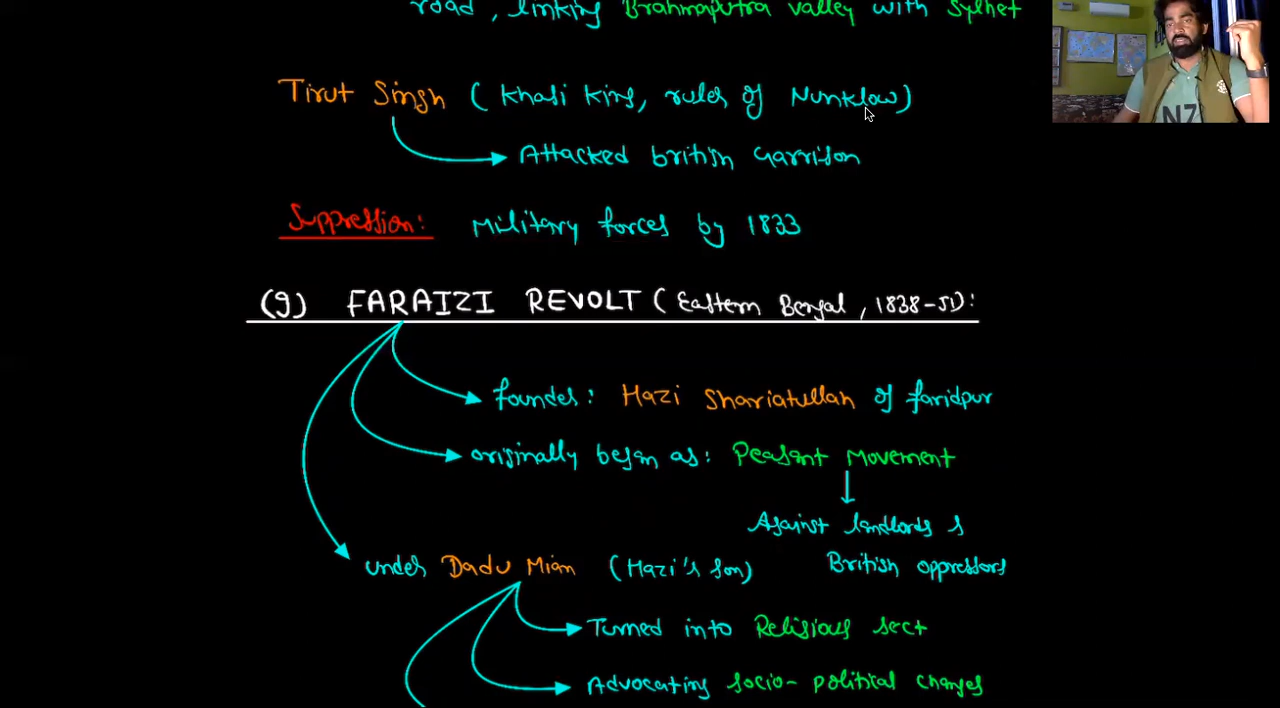 road, linking Brahmaputra valley with Sylhet
Tirut Singh (Khasi King, ruler of Nunklow)
Attacked british Garrison
Suppression: Military forces by 1833
(9) FARAIZI REVOLT (Eastern Bengal, 1838-51):
founder: Hazi Shariatullah of faridpur
originally began as: Peasant Movement
Against landlords &
British oppressors
under Dadu Mian (Hazi's son)
Turned into Religious sect
Advocating socio-political changes
NZ